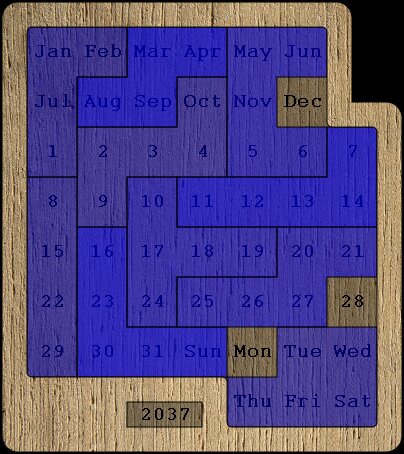 Jan Feb Mar Apr May Jun
Jul Aug Sep Oct Nov Dec
1 2 3 4 5 6 7
8 9 10 11 12 13 14
15 16 17 18 19 20 21
22 23 24 25 26 27 28
29 30 31 Sun Mon Tue Wed
Thu Fri Sat
2037